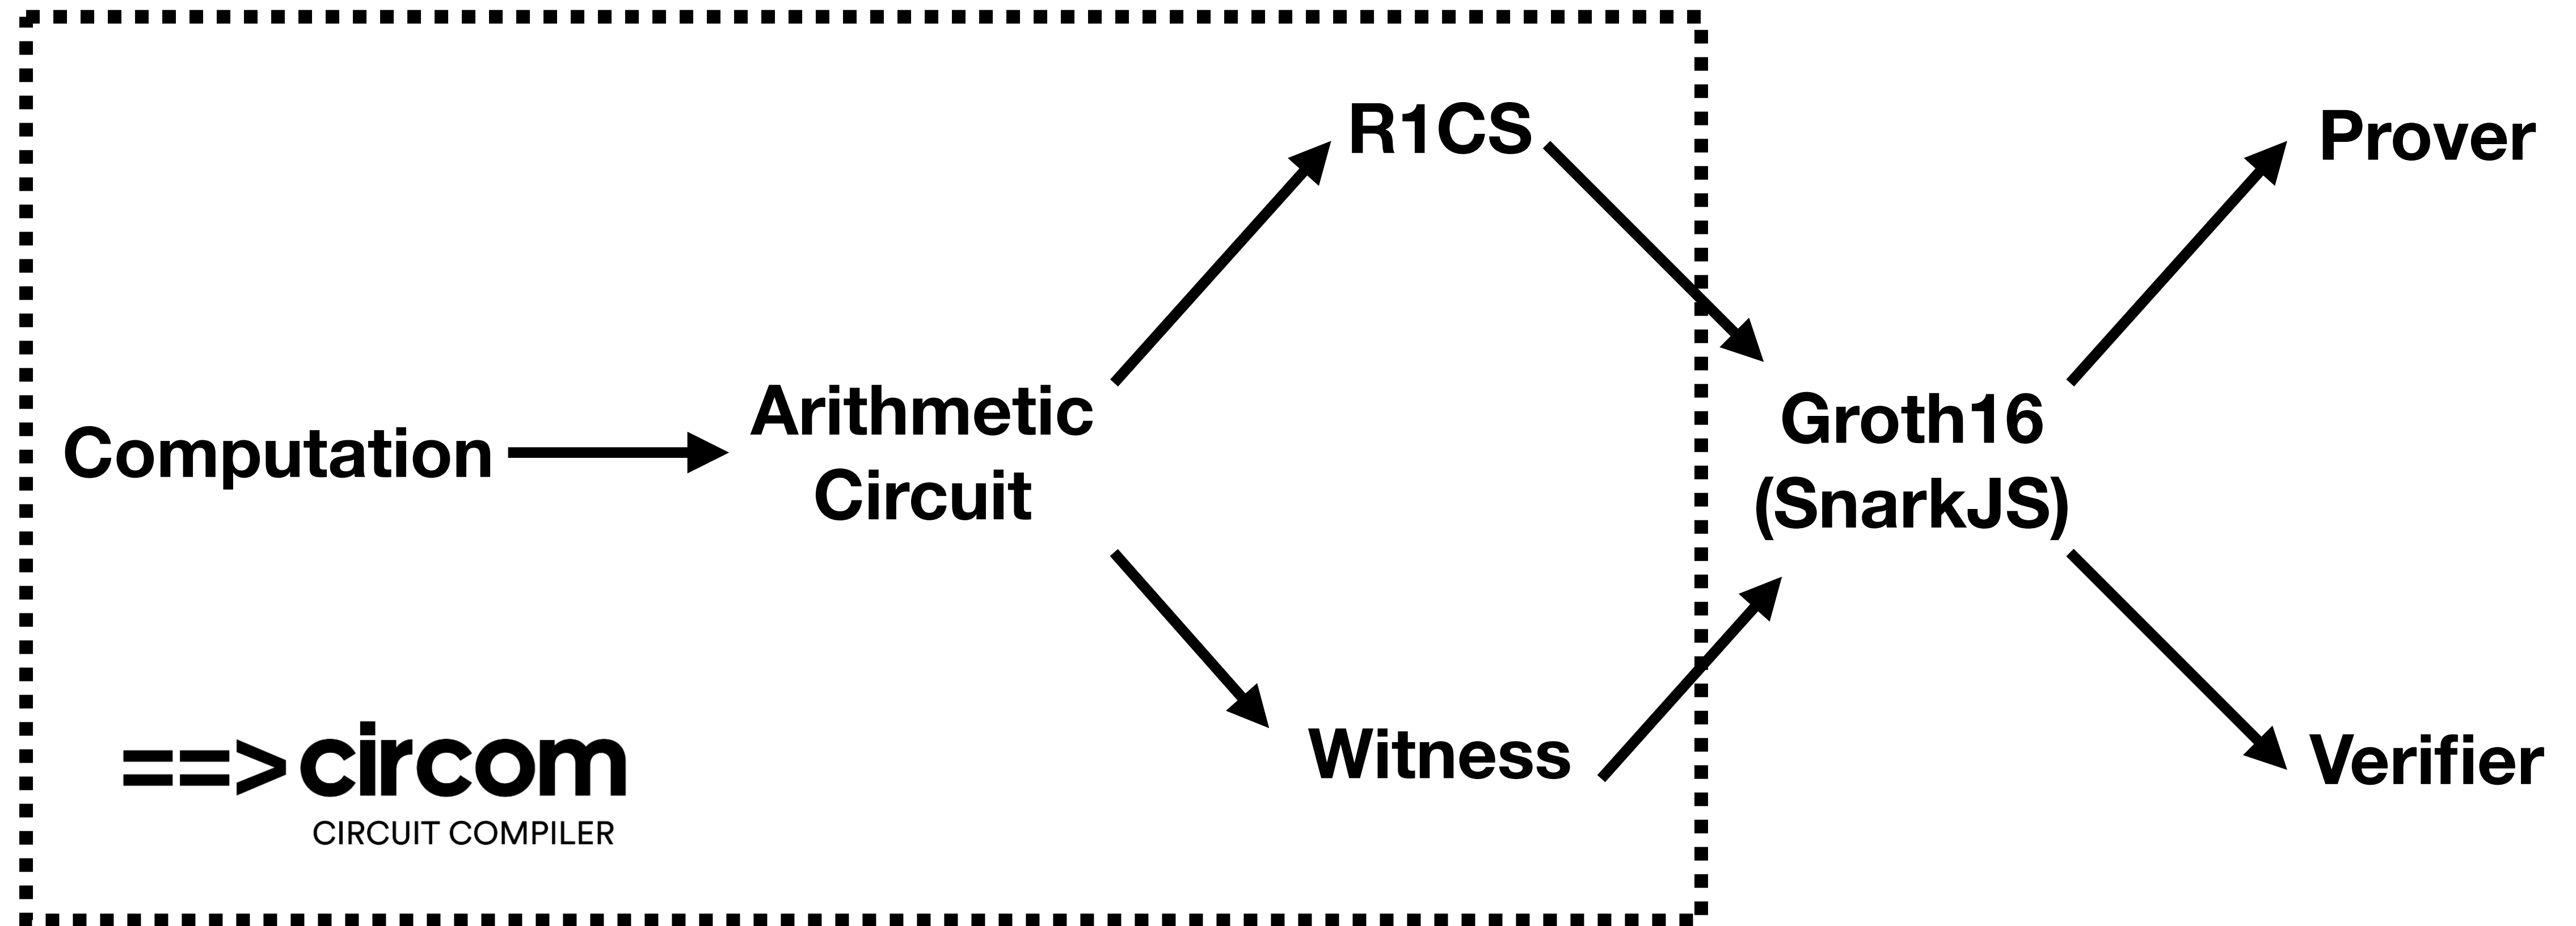 R1CS
Prover
Computation
Arithmetic
Circuit
Groth16
(SnarkJS)
Witness
Verifier
==>circom
CIRCUIT COMPILER